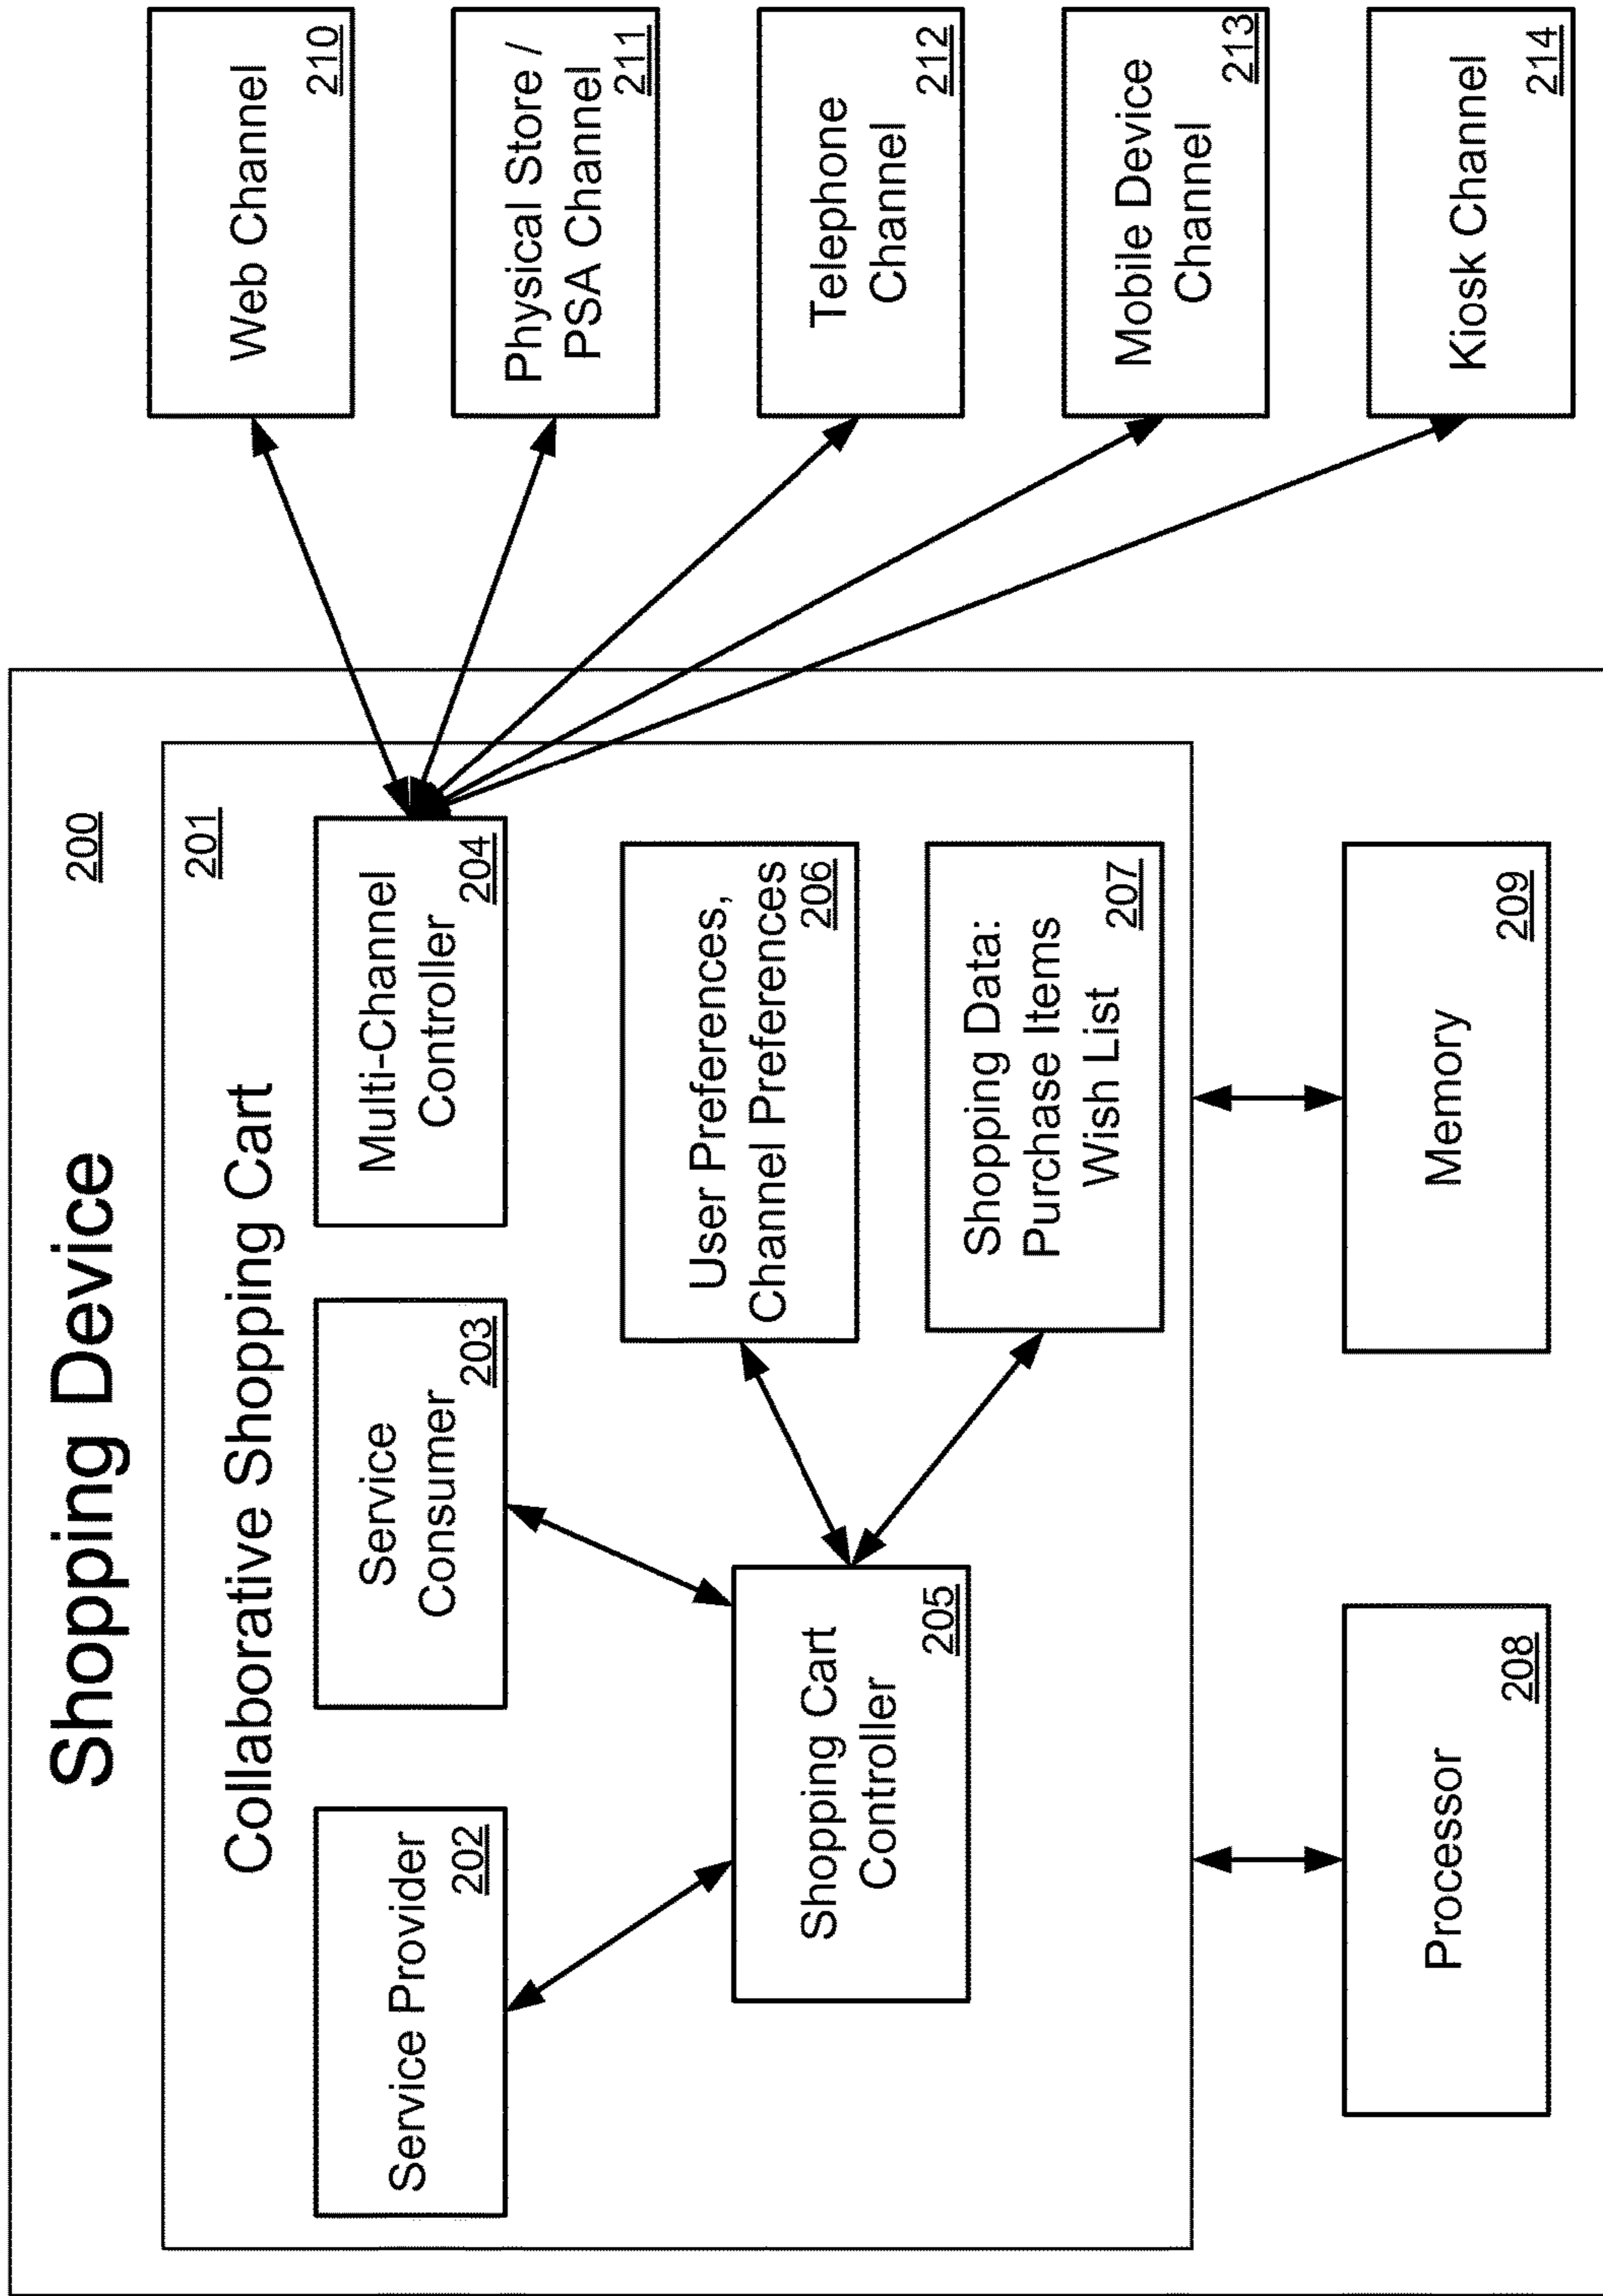 Shopping Device
200
Collaborative Shopping Cart
201
Service Provider
202
Service
Consumer
203
Multi-Channel
Controller
204
Shopping Cart
Controller
205
User Preferences,
Channel Preferences
206
Shopping Data:
Purchase Items
Wish List
207
Processor
208
Memory
209
Web Channel
210
Physical Store /
PSA Channel
211
Telephone
Channel
212
Mobile Device
Channel
213
Kiosk Channel
214